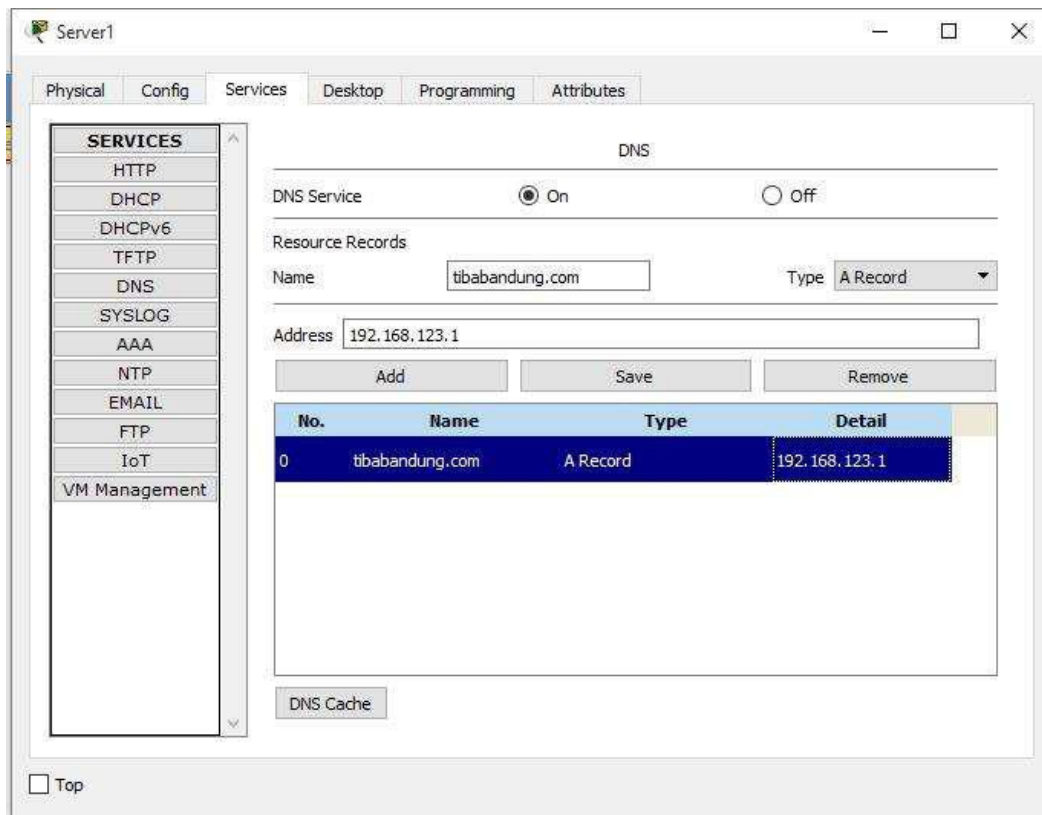 Server1
Physical Config Services Desktop Programming Attributes
SERVICES
HTTP
DHCP
DHCPv6
TFTP
DNS
SYSLOG
AAA
NTP
EMAIL
FTP
IoT
VM Management
DNS
DNS Service On Off
Resource Records
Name tibabandung.com Type A Record
Address 192.168.123.1
Add Save Remove
No. Name Type Detail
0 tibabandung.com A Record 192.168.123.1
DNS Cache
Top